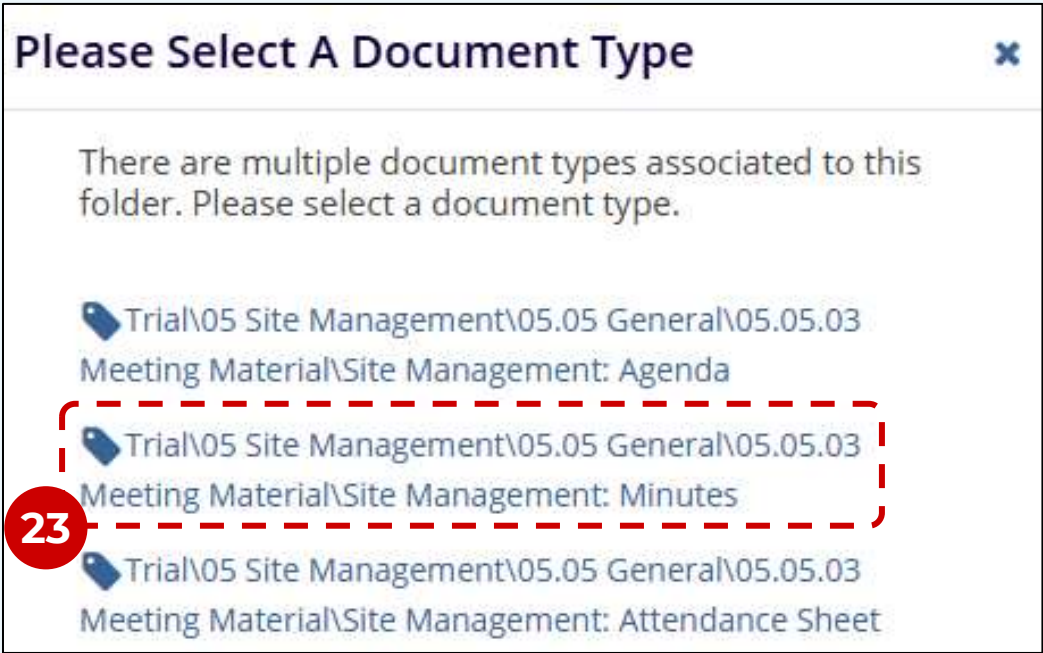 Please Select A Document Type
There are multiple document types associated to this
folder. Please select a document type.
Trial\05 Site Management\05.05 General\05.05.03
Meeting Material\Site Management: Agenda
Trial\05 Site Management\05.05 General\05.05.03
Meeting Material\Site Management: Minutes
23
Trial\05 Site Management\05.05 General\05.05.03
Meeting Material\Site Management: Attendance Sheet